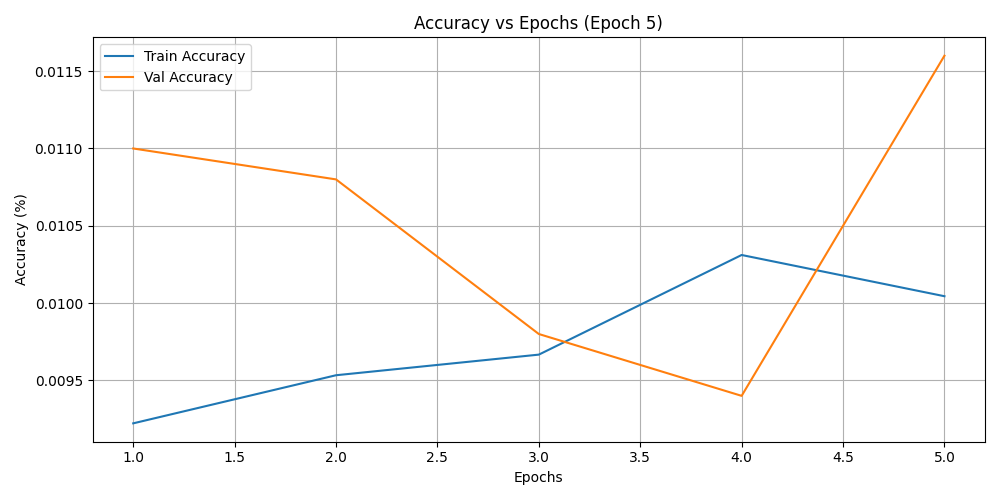 Accuracy vs Epochs (Epoch 5)
Train Accuracy
Val Accuracy
Accuracy (%)
0.0115
0.0110
0.0105
0.0100
0.0095
1.0 1.5 2.0 2.5 3.0 3.5 4.0 4.5 5.0
Epochs